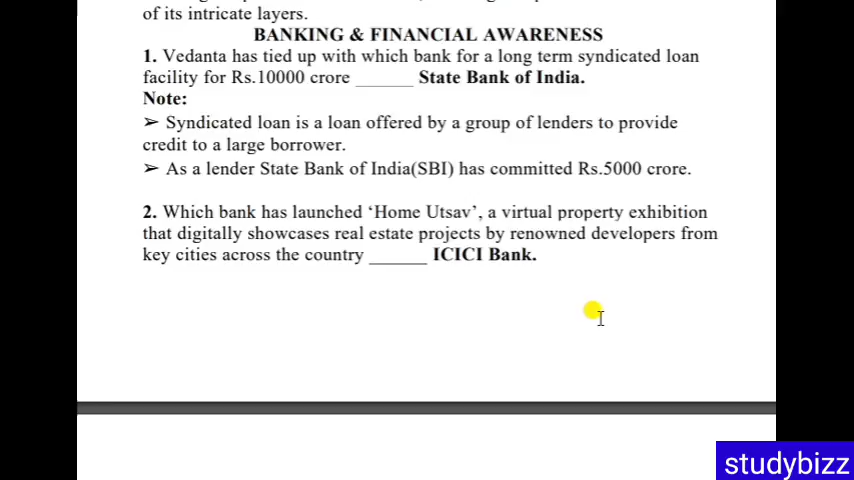 of its intricate layers.
BANKING & FINANCIAL AWARENESS
1. Vedanta has tied up with which bank for a long term syndicated loan
facility for Rs.10000 crore ______ State Bank of India.
Note:
➢ Syndicated loan is a loan offered by a group of lenders to provide
credit to a large borrower.
➢ As a lender State Bank of India(SBI) has committed Rs.5000 crore.
2. Which bank has launched ‘Home Utsav’, a virtual property exhibition
that digitally showcases real estate projects by renowned developers from
key cities across the country ______ ICICI Bank.
studybizz